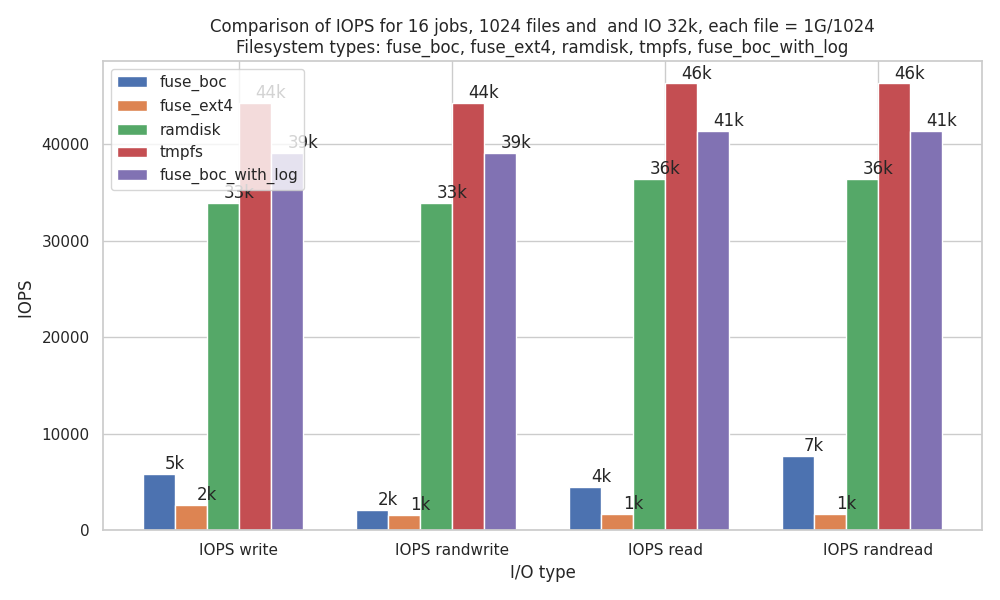 Comparison of IOPS for 16 jobs, 1024 files and  and IO 32k, each file = 1G/1024
Filesystem types: fuse_boc, fuse_ext4, ramdisk, tmpfs, fuse_boc_with_log
fuse_boc
fuse_ext4
ramdisk
tmpfs
fuse_boc_with_log
44k
39k
33k
5k
2k
44k
39k
33k
2k
1k
46k
41k
36k
4k
1k
46k
41k
36k
7k
1k
40000
30000
20000
10000
0
IOPS
IOPS write
IOPS randwrite
IOPS read
IOPS randread
I/O type